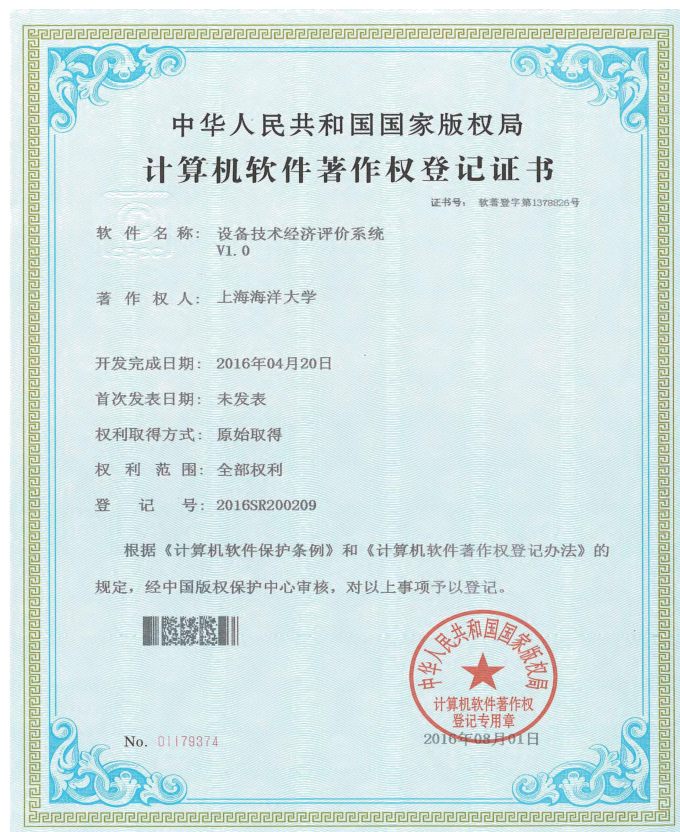 中华人民共和国国家版权局
计算机软件著作权登记证书
证书号： 软著登字第1378826号
软件名称： 设备技术经济评价系统
V1.0
著作权人： 上海海洋大学
开发完成日期： 2016年04月20日
首次发表日期： 未发表
权利取得方式： 原始取得
权利范围： 全部权利
登记号： 2016SR200209
根据《计算机软件保护条例》和《计算机软件著作权登记办法》的
规定，经中国版权保护中心审核，对以上事项予以登记。
中华人民共和国国家版权局
计算机软件著作权
登记专用章
2016年08月01日
No. 01179374